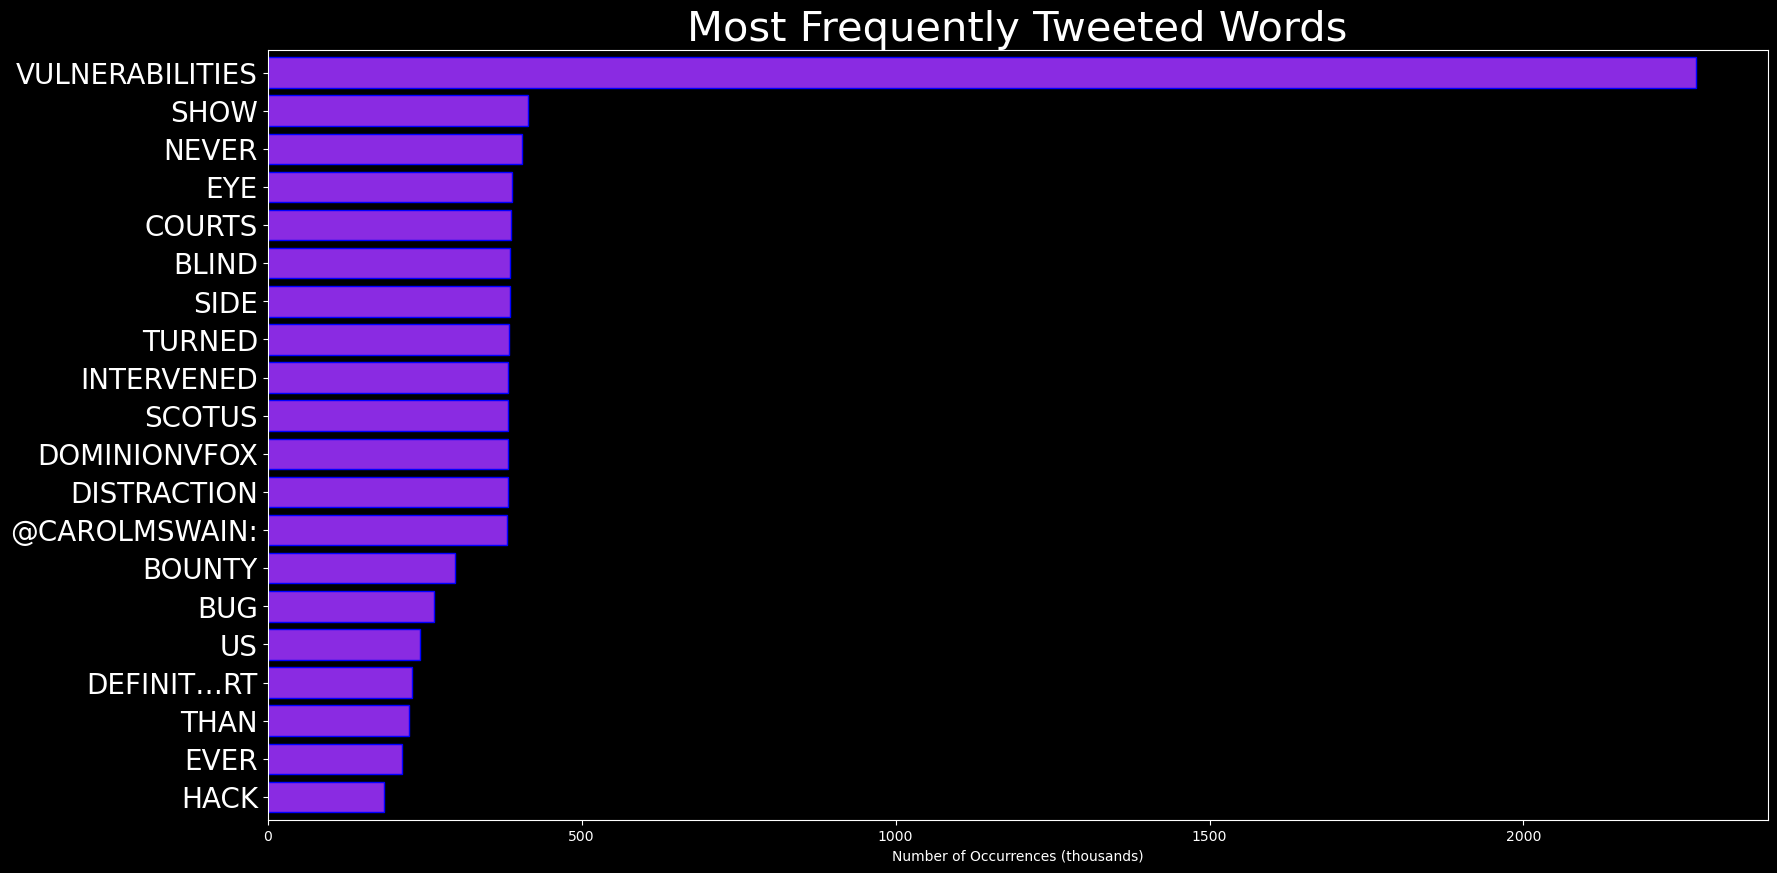 Most Frequently Tweeted Words
VULNERABILITIES
SHOW
NEVER
EYE
COURTS
BLIND
SIDE
TURNED
INTERVENED
SCOTUS
DOMINIONVFOX
DISTRACTION
@CAROLMSWAIN:
BOUNTY
BUG
US
DEFINIT…RT
THAN
EVER
HACK
0 500 1000 1500 2000
Number of Occurrences (thousands)